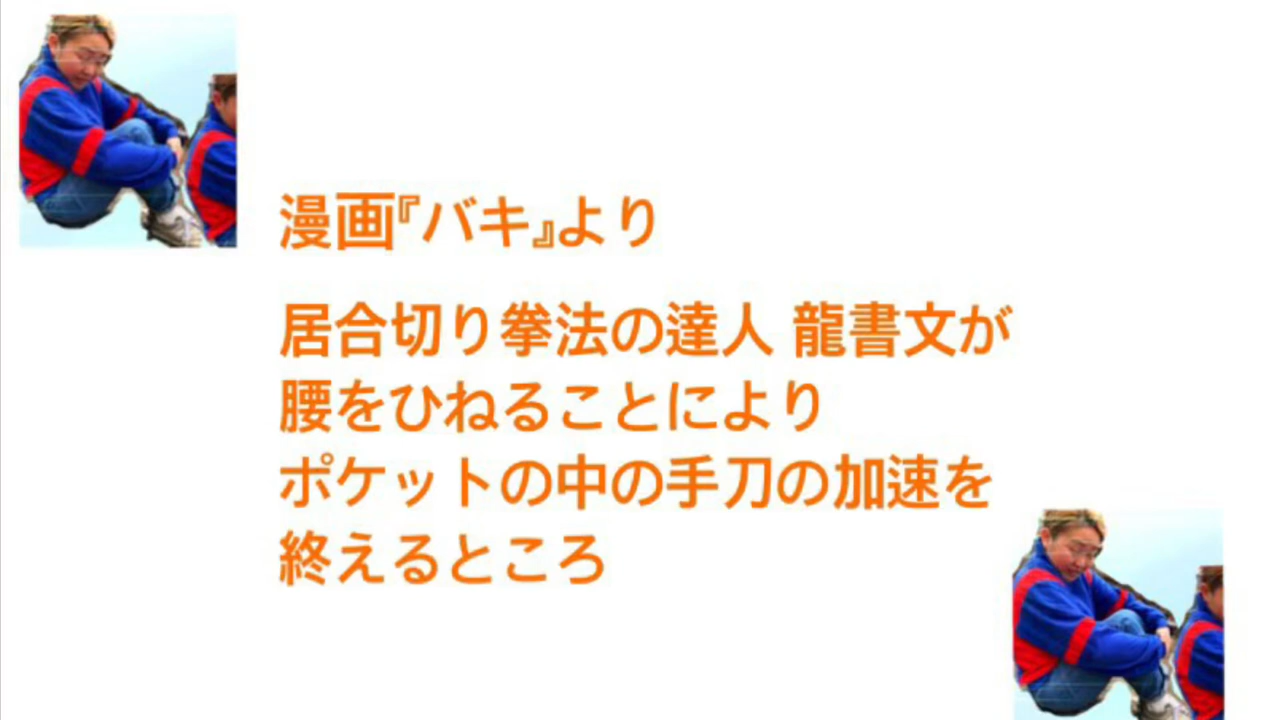 漫画『バキ』より
居合切り拳法の達人 龍書文が
腰をひねることにより
ポケットの中の手刀の加速を
終えるところ